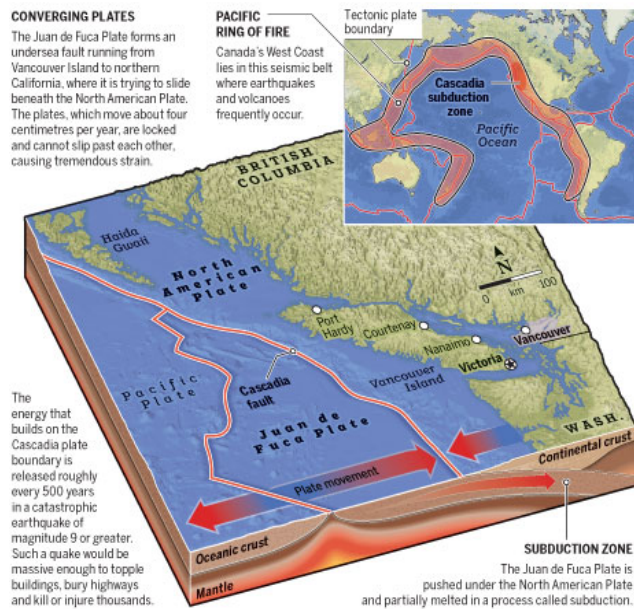 CONVERGING PLATES
The Juan de Fuca Plate forms an
undersea fault running from
Vancouver Island to northern
California, where it is trying to slide
beneath the North American Plate.
The plates, which move about four
centimetres per year, are locked
and cannot slip past each other,
causing tremendous strain.
PACIFIC
RING OF FIRE
Canada's West Coast
lies in this seismic belt
where earthquakes
and volcanoes
frequently occur.
Tectonic plate
boundary
Cascadia
subduction
zone
Pacific
Ocean
BRITISH
COLUMBIA
Haida
Gwaii
North
American
Plate
N
0 km 100
Port
Hardy
Courtenay
Nanaimo
Vancouver
Victoria
Vancouver
Island
Pacific
Plate
Cascadia
fault
Juan de
Fuca Plate
WASH.
Plate movement
Continental crust
Oceanic crust
Mantle
The
energy that
builds on the
Cascadia plate
boundary is
released roughly
every 500 years
in a catastrophic
earthquake of
magnitude 9 or greater.
Such a quake would be
massive enough to topple
buildings, bury highways
and kill or injure thousands.
SUBDUCTION ZONE
The Juan de Fuca Plate is
pushed under the North American Plate
and partially melted in a process called subduction.